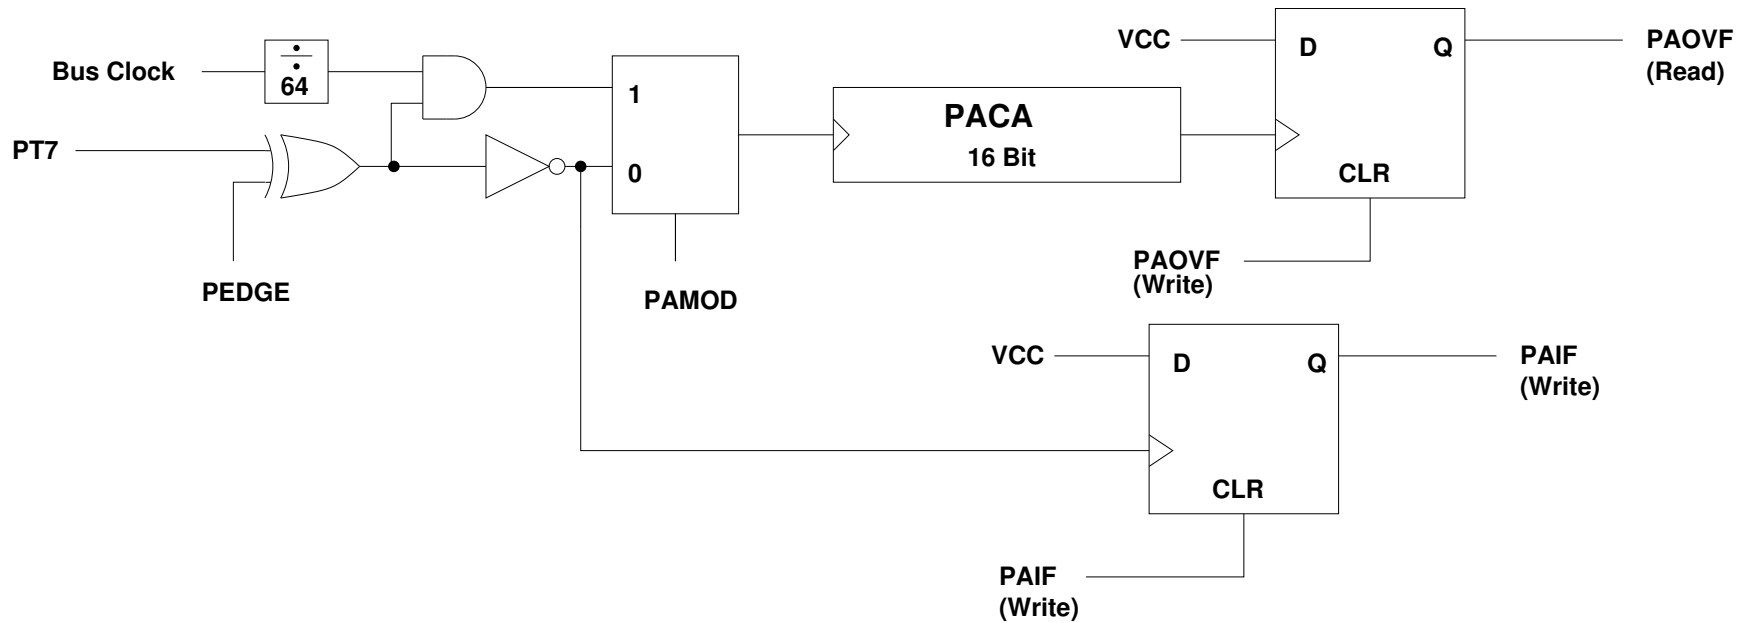 VCC
D
Q
PAOVF
(Read)
Bus Clock
÷
64
1
PACA
16 Bit
PT7
0
CLR
PEDGE
PAMOD
PAOVF
(Write)
VCC
D
Q
PAIF
(Write)
CLR
PAIF
(Write)